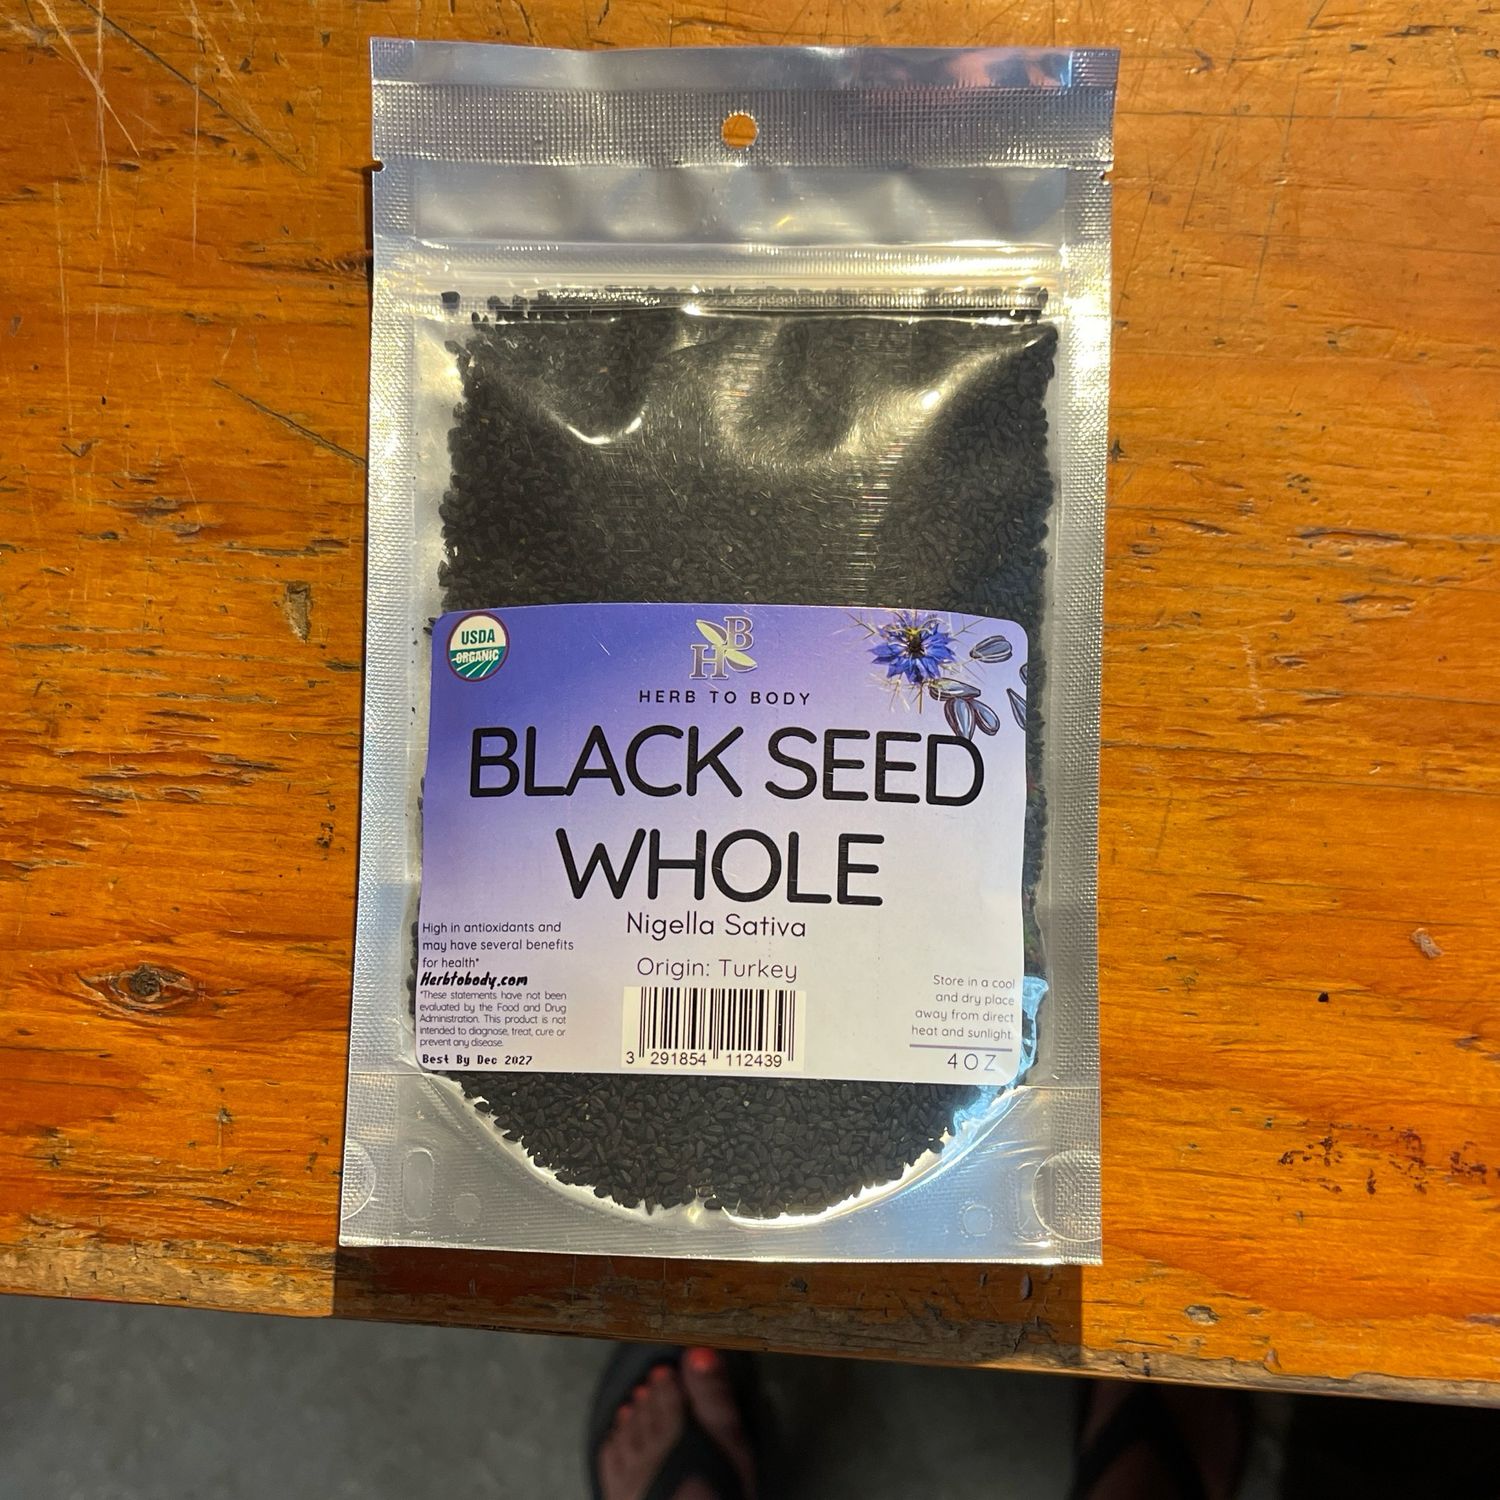 USDA
ORGANIC
HB
HERB TO BODY
BLACK SEED
WHOLE
Nigella Sativa
Origin: Turkey
High in antioxidants and
may have several benefits
for health*
Herbtobody.com
*These statements have not been
evaluated by the Food and Drug
Administration. This product is not
intended to diagnose, treat, cure or
prevent any disease.
Best By Dec 2027
3 291854 112439
Store in a cool
and dry place
away from direct
heat and sunlight.
4OZ